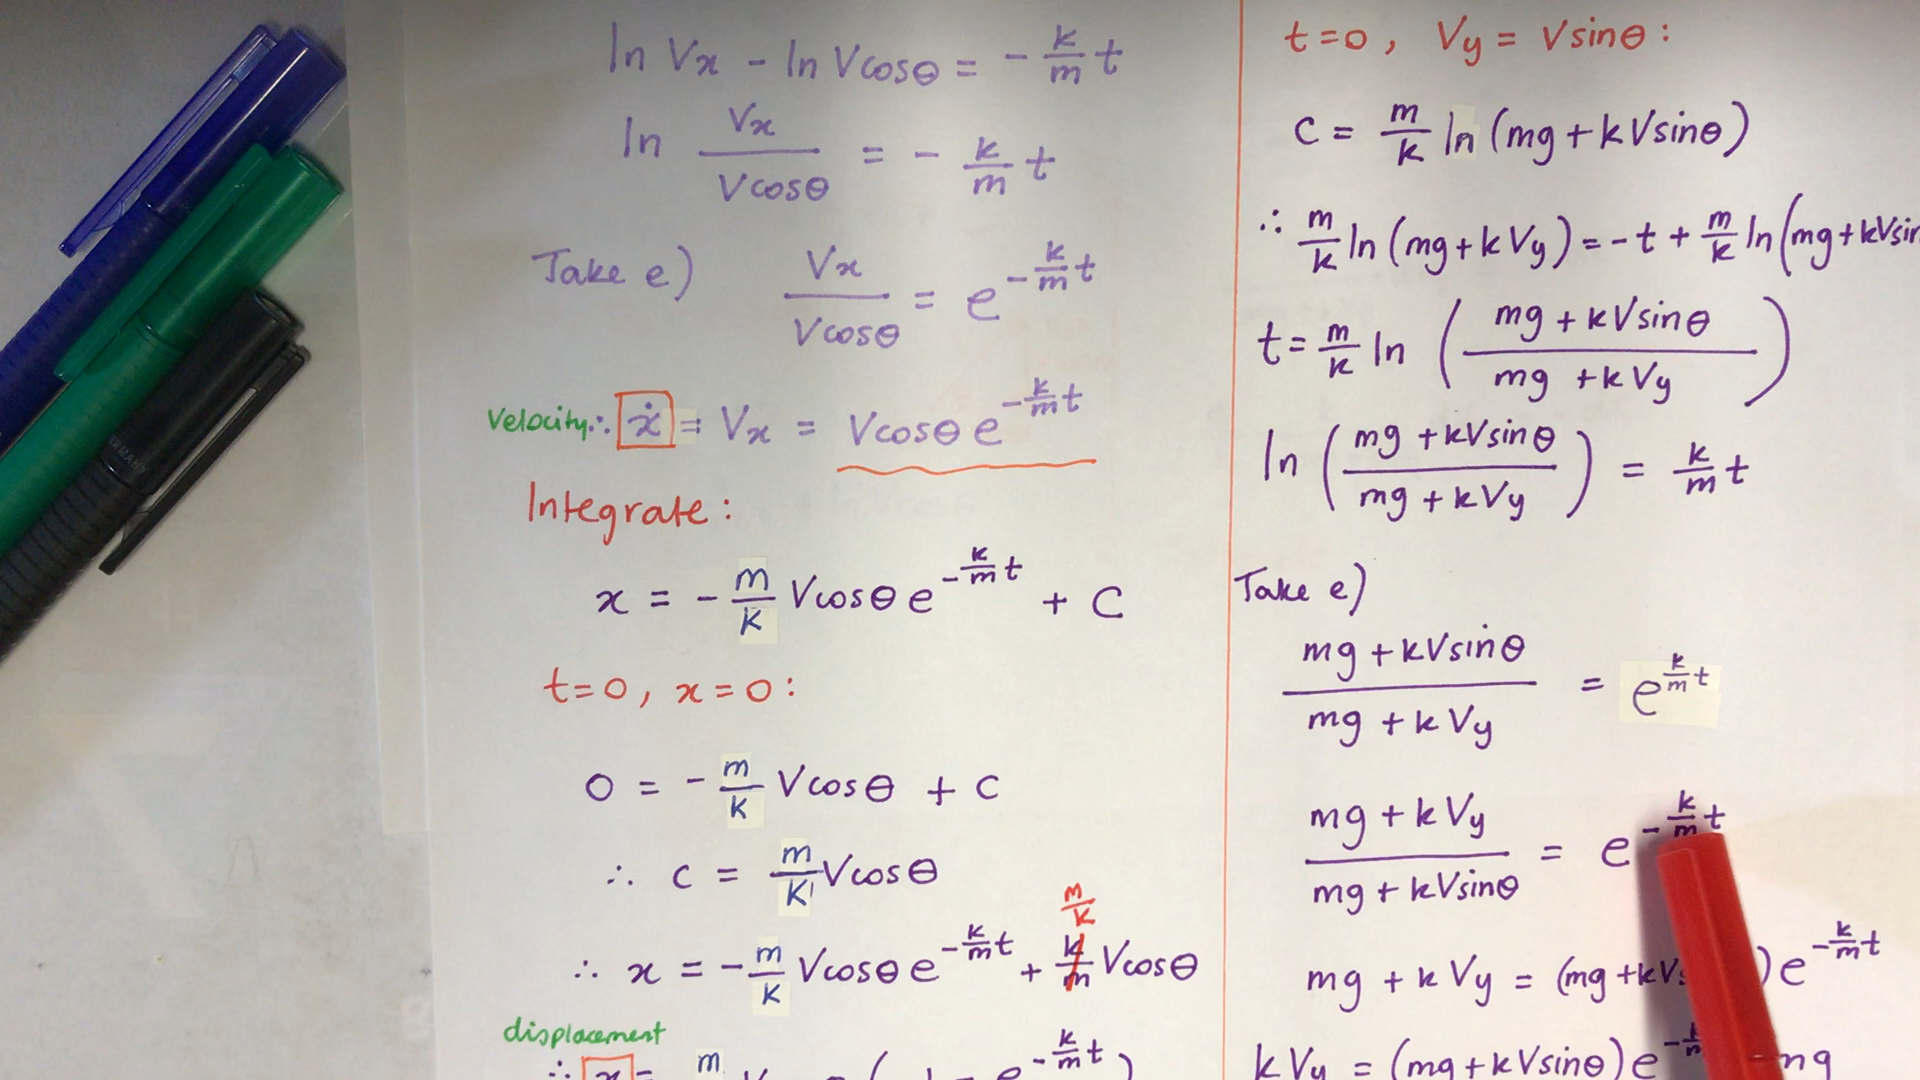 ln Vx - ln Vcosθ = - k/m t
ln Vx/Vcosθ = - k/m t
Take e) Vx/Vcosθ = e^(-k/m t)
Velocity ∴ ẋ = Vx = Vcosθ e^(-k/m t)
Integrate:
x = - m/k Vcosθ e^(-k/m t) + C
t=0, x=0:
0 = - m/k Vcosθ + C
∴ C = m/k Vcosθ
m/k
∴ x = - m/k Vcosθ e^(-k/m t) + k/m Vcosθ
displacement
t=0, Vy = Vsinθ:
C = m/k ln (mg + kVsinθ)
∴ m/k ln (mg + kVy) = -t + m/k ln (mg + kVsin
t = m/k ln ( mg + kVsinθ / mg + kVy )
ln ( mg + kVsinθ / mg + kVy ) = k/m t
Take e)
mg + kVsinθ / mg + kVy = e^(k/m t)
mg + kVy / mg + kVsinθ = e^(-k/m t)
mg + kVy = (mg + kV ) e^(-k/m t)
kVy = (mg + kVsinθ) e mg
GERMANY